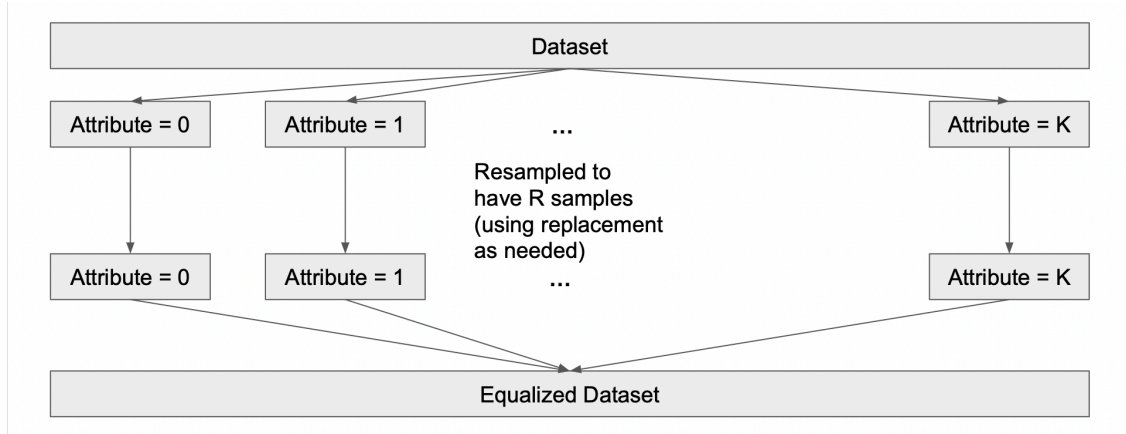 Dataset
Attribute = 0
Attribute = 1
...
Attribute = K
Resampled to
have R samples
(using replacement
as needed)
Attribute = 0
Attribute = 1
...
Attribute = K
Equalized Dataset